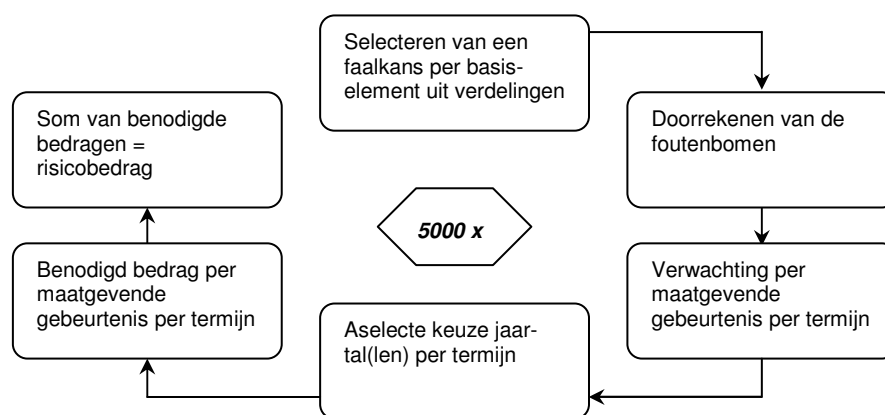 Selecteren van een
faalkans per basis-
element uit verdelingen
Doorrekenen van de
foutenbomen
Verwachting per
maatgevende
gebeurtenis per termijn
Aselecte keuze jaar-
tal(len) per termijn
Benodigd bedrag per
maatgevende
gebeurtenis per termijn
Som van benodigde
bedragen =
risicobedrag
5000 x